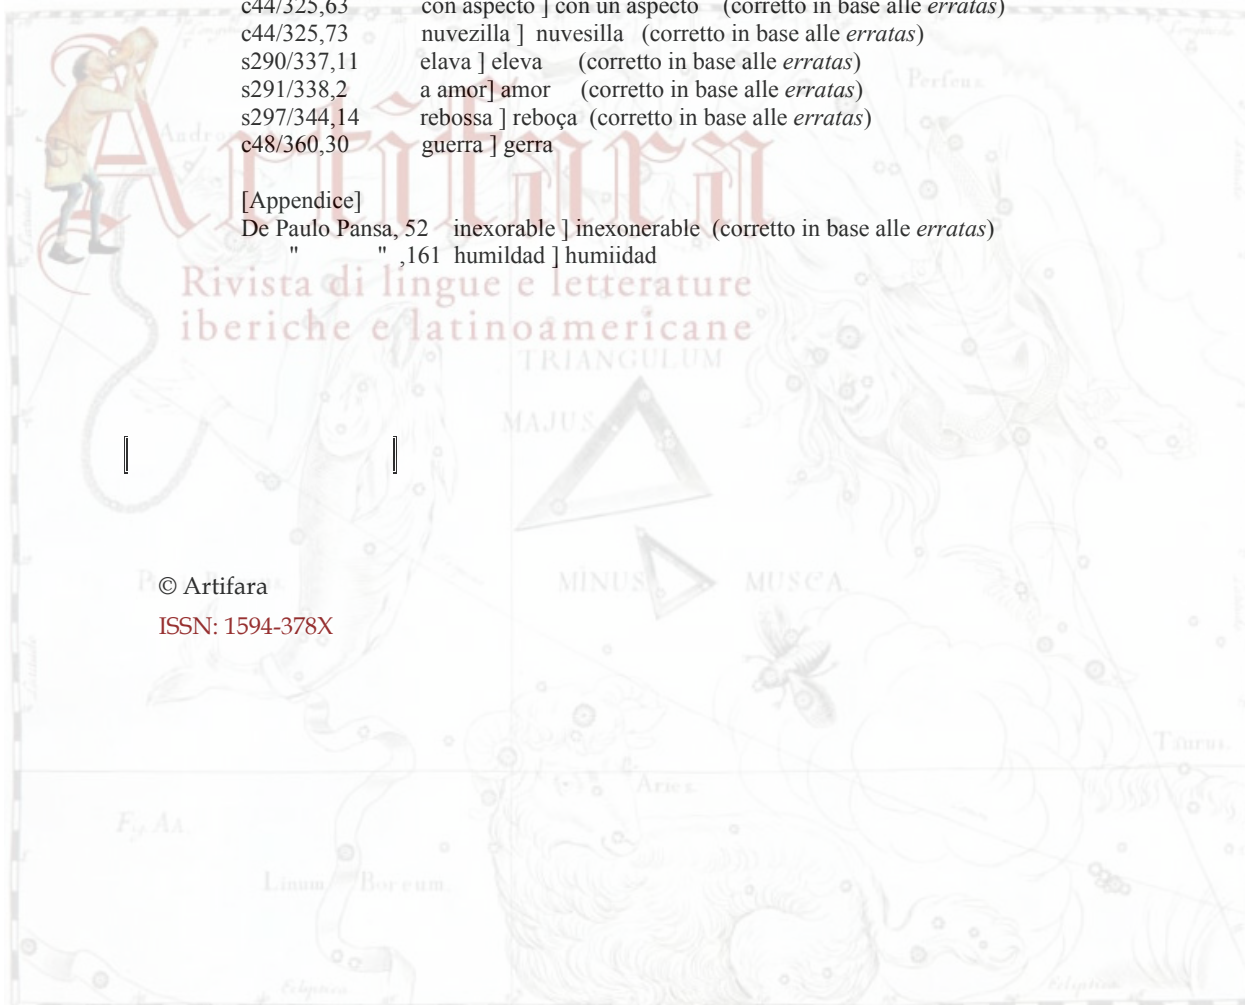 c44/325,63 con aspecto ] con un aspecto (corretto in base alle erratas)
c44/325,73 nuvezilla ] nuvesilla (corretto in base alle erratas)
s290/337,11 elava ] eleva (corretto in base alle erratas)
s291/338,2 a amor] amor (corretto in base alle erratas)
s297/344,14 rebossa ] reboça (corretto in base alle erratas)
c48/360,30 guerra ] gerra
[Appendice]
De Paulo Pansa, 52 inexorable ] inexonerable (corretto in base alle erratas)
" " ,161 humildad ] humiidad
Artifara
Rivista di lingue e letterature
iberiche e latinoamericane
Perseus
TRIANGULUM
MAJUS
MINUS MUSCA
© Artifara
ISSN: 1594-378X
Taurus.
Aries.
Linum Boreum.